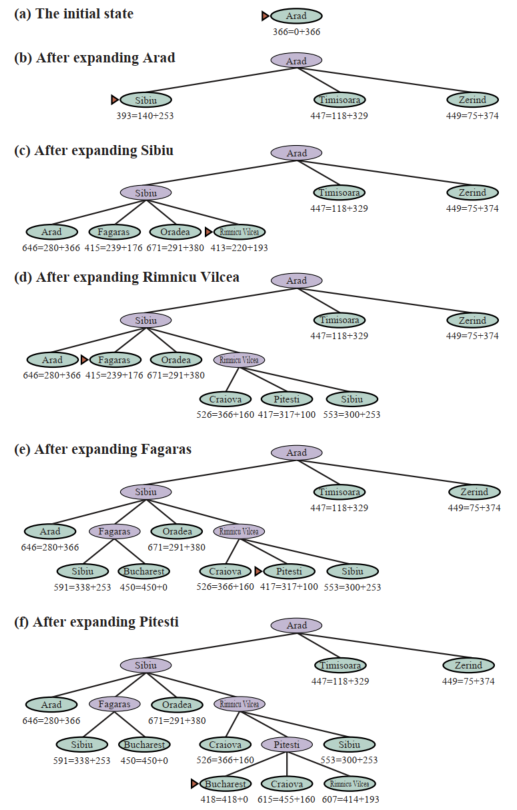 (a) The initial state
Arad
366=0+366
(b) After expanding Arad
Arad
Sibiu Timisoara Zerind
393=140+253 447=118+329 449=75+374
(c) After expanding Sibiu
Arad
Sibiu Timisoara Zerind
447=118+329 449=75+374
Arad Fagaras Oradea Rimnicu Vilcea
646=280+366 415=239+176 671=291+380 413=220+193
(d) After expanding Rimnicu Vilcea
Arad
Sibiu Timisoara Zerind
447=118+329 449=75+374
Arad Fagaras Oradea Rimnicu Vilcea
646=280+366 415=239+176 671=291+380
Craiova Pitesti Sibiu
526=366+160 417=317+100 553=300+253
(e) After expanding Fagaras
Arad
Sibiu Timisoara Zerind
447=118+329 449=75+374
Arad Fagaras Oradea Rimnicu Vilcea
646=280+366 671=291+380
Sibiu Bucharest Craiova Pitesti Sibiu
591=338+253 450=450+0 526=366+160 417=317+100 553=300+253
(f) After expanding Pitesti
Arad
Sibiu Timisoara Zerind
447=118+329 449=75+374
Arad Fagaras Oradea Rimnicu Vilcea
646=280+366 671=291+380
Sibiu Bucharest Craiova Pitesti Sibiu
591=338+253 450=450+0 526=366+160 553=300+253
Bucharest Craiova Rimnicu Vilcea
418=418+0 615=455+160 607=414+193